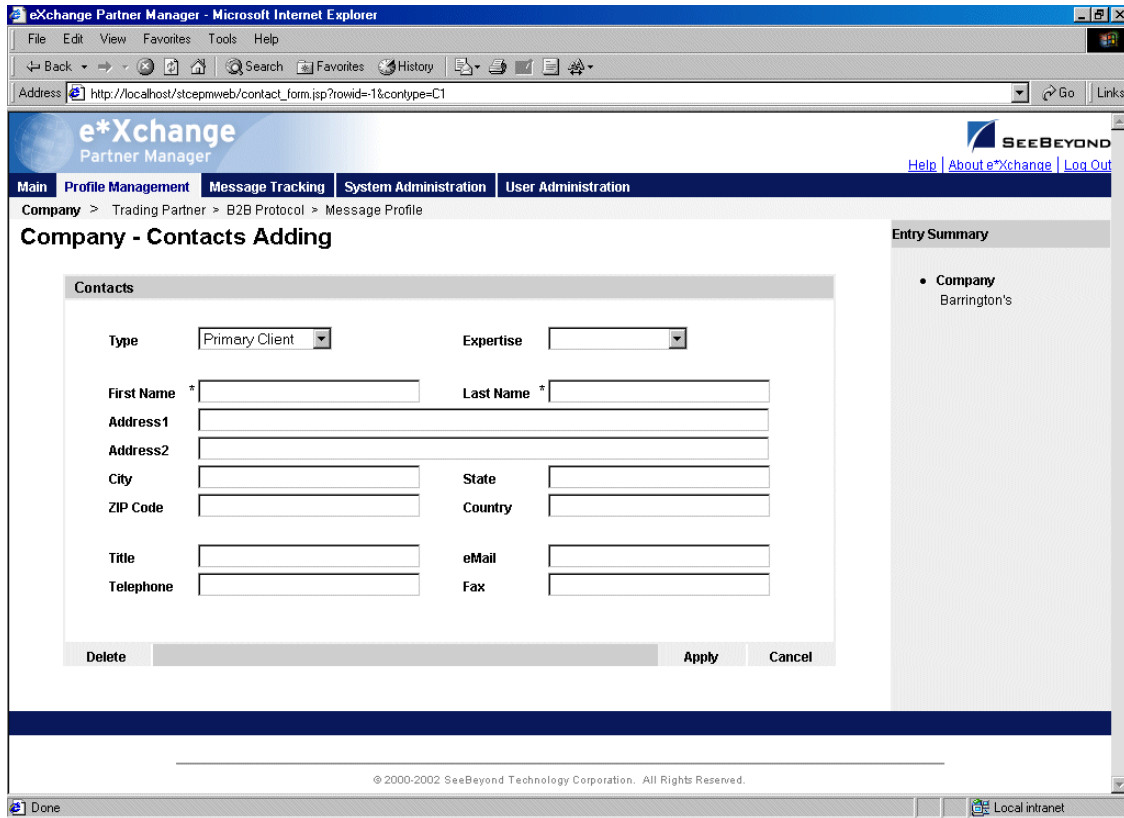 eXchange Partner Manager - Microsoft Internet Explorer
File Edit View Favorites Tools Help
Back Search Favorites History
Address http://localhost/stcepmweb/contact_form.jsp?rowid=-1&contype=C1 Go Links
e*Xchange
Partner Manager
SEEBEYOND
Help | About e*Xchange | Log Out
Main Profile Management Message Tracking System Administration User Administration
Company > Trading Partner > B2B Protocol > Message Profile
Company - Contacts Adding
Entry Summary
• Company
Barrington's
Contacts
Type Primary Client Expertise
First Name * Last Name *
Address1
Address2
City State
ZIP Code Country
Title eMail
Telephone Fax
Delete Apply Cancel
© 2000-2002 SeeBeyond Technology Corporation. All Rights Reserved.
Done Local intranet